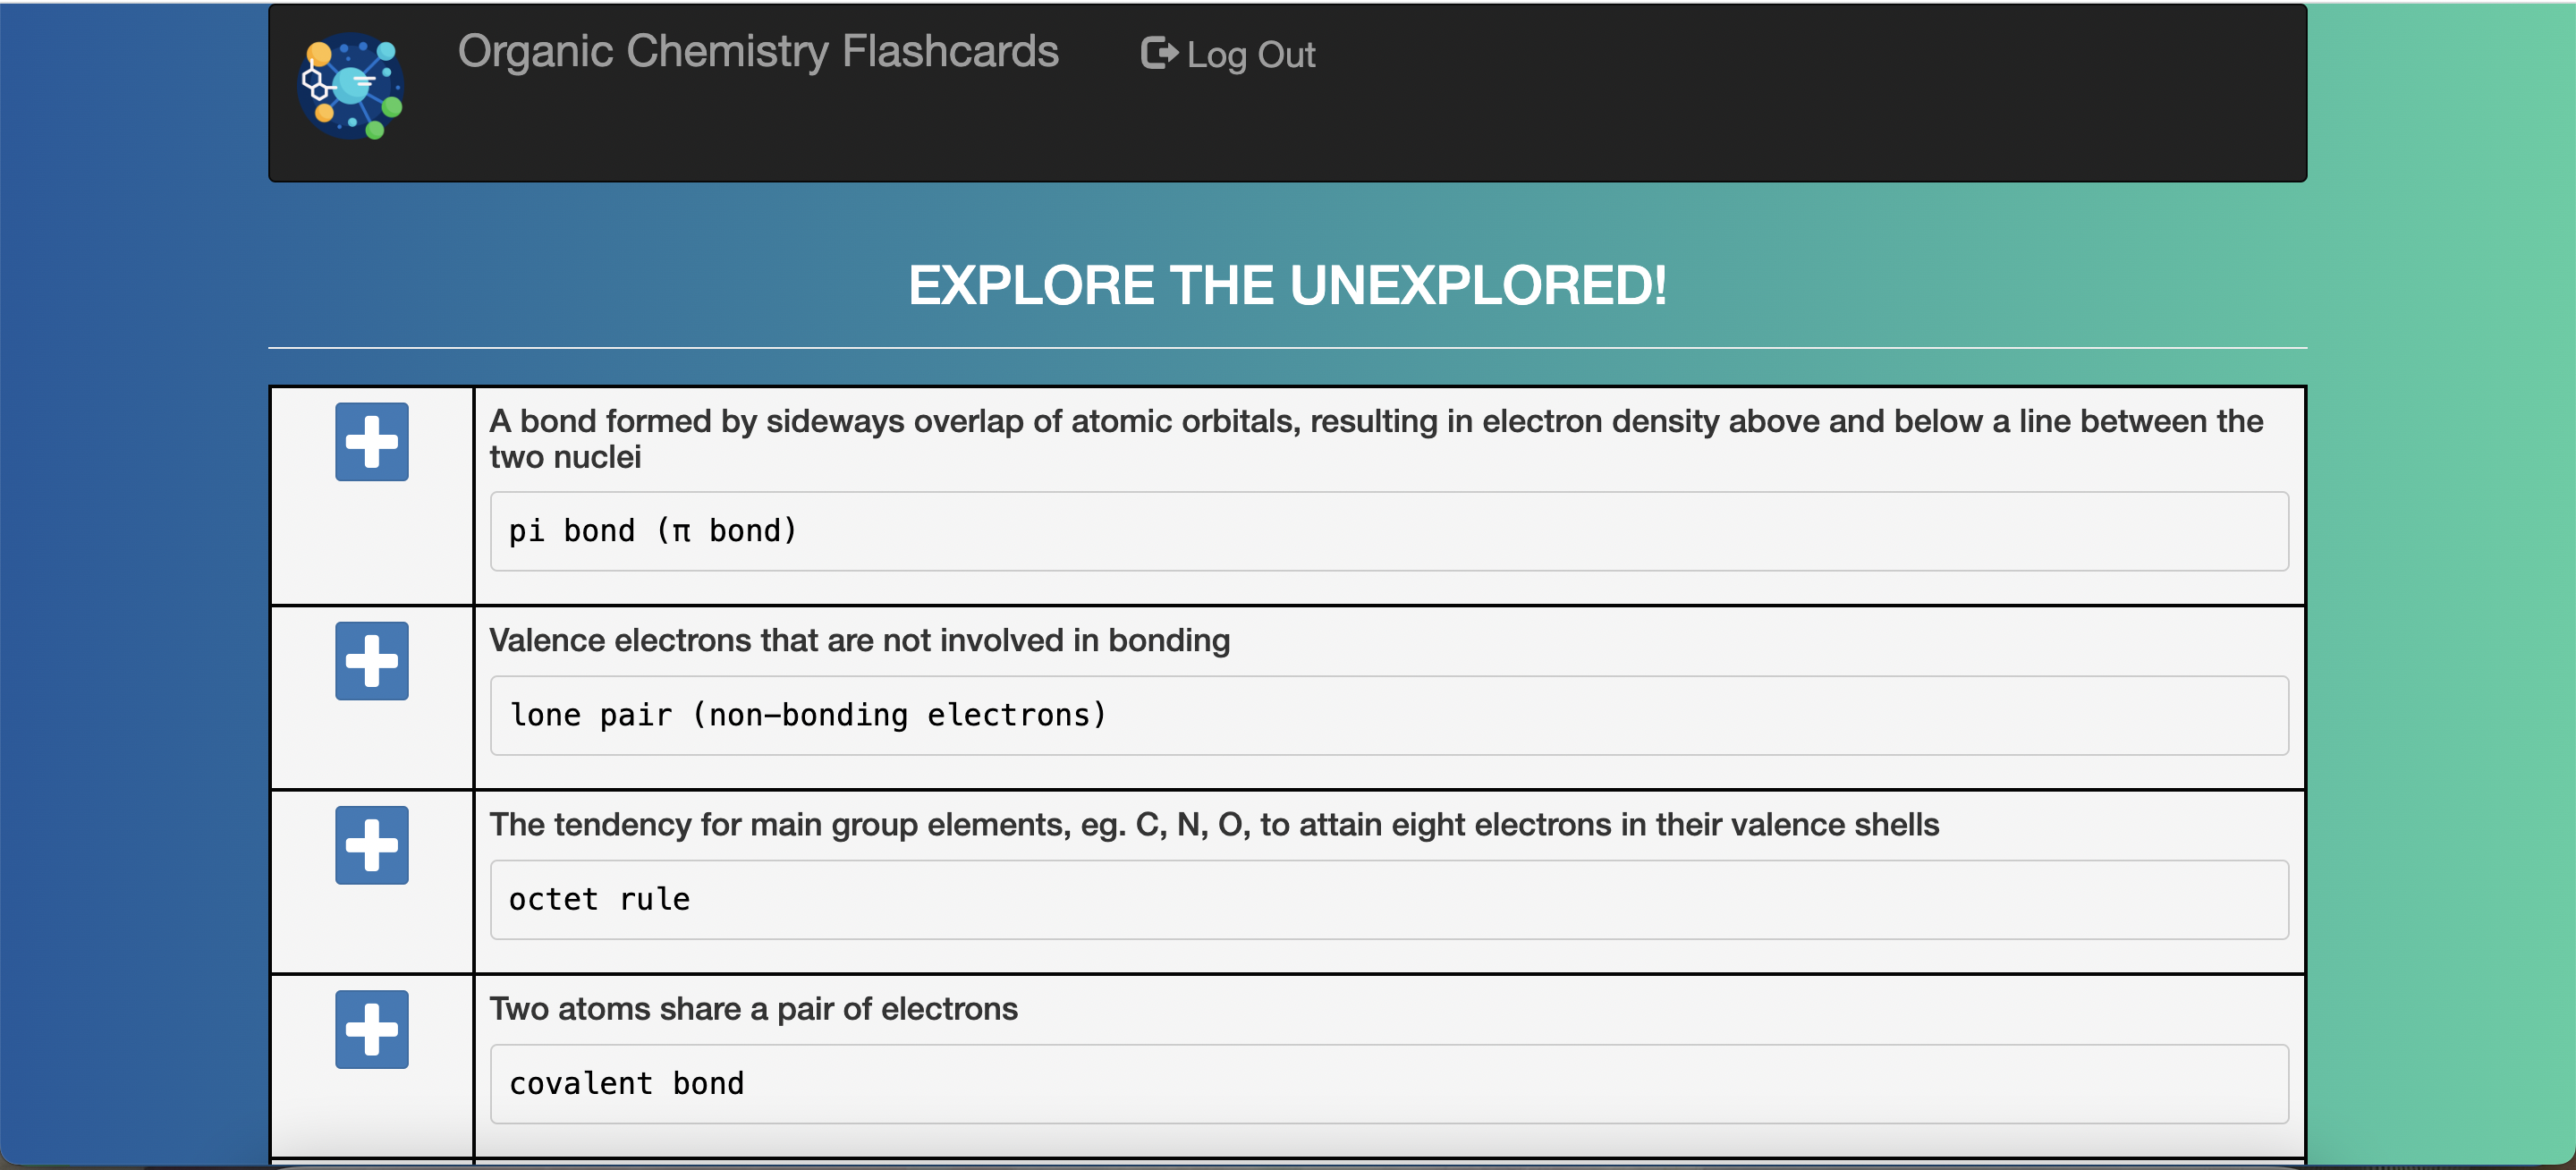 Organic Chemistry Flashcards
Log Out
EXPLORE THE UNEXPLORED!
A bond formed by sideways overlap of atomic orbitals, resulting in electron density above and below a line between the
two nuclei
pi bond (π bond)
Valence electrons that are not involved in bonding
lone pair (non-bonding electrons)
The tendency for main group elements, eg. C, N, O, to attain eight electrons in their valence shells
octet rule
Two atoms share a pair of electrons
covalent bond